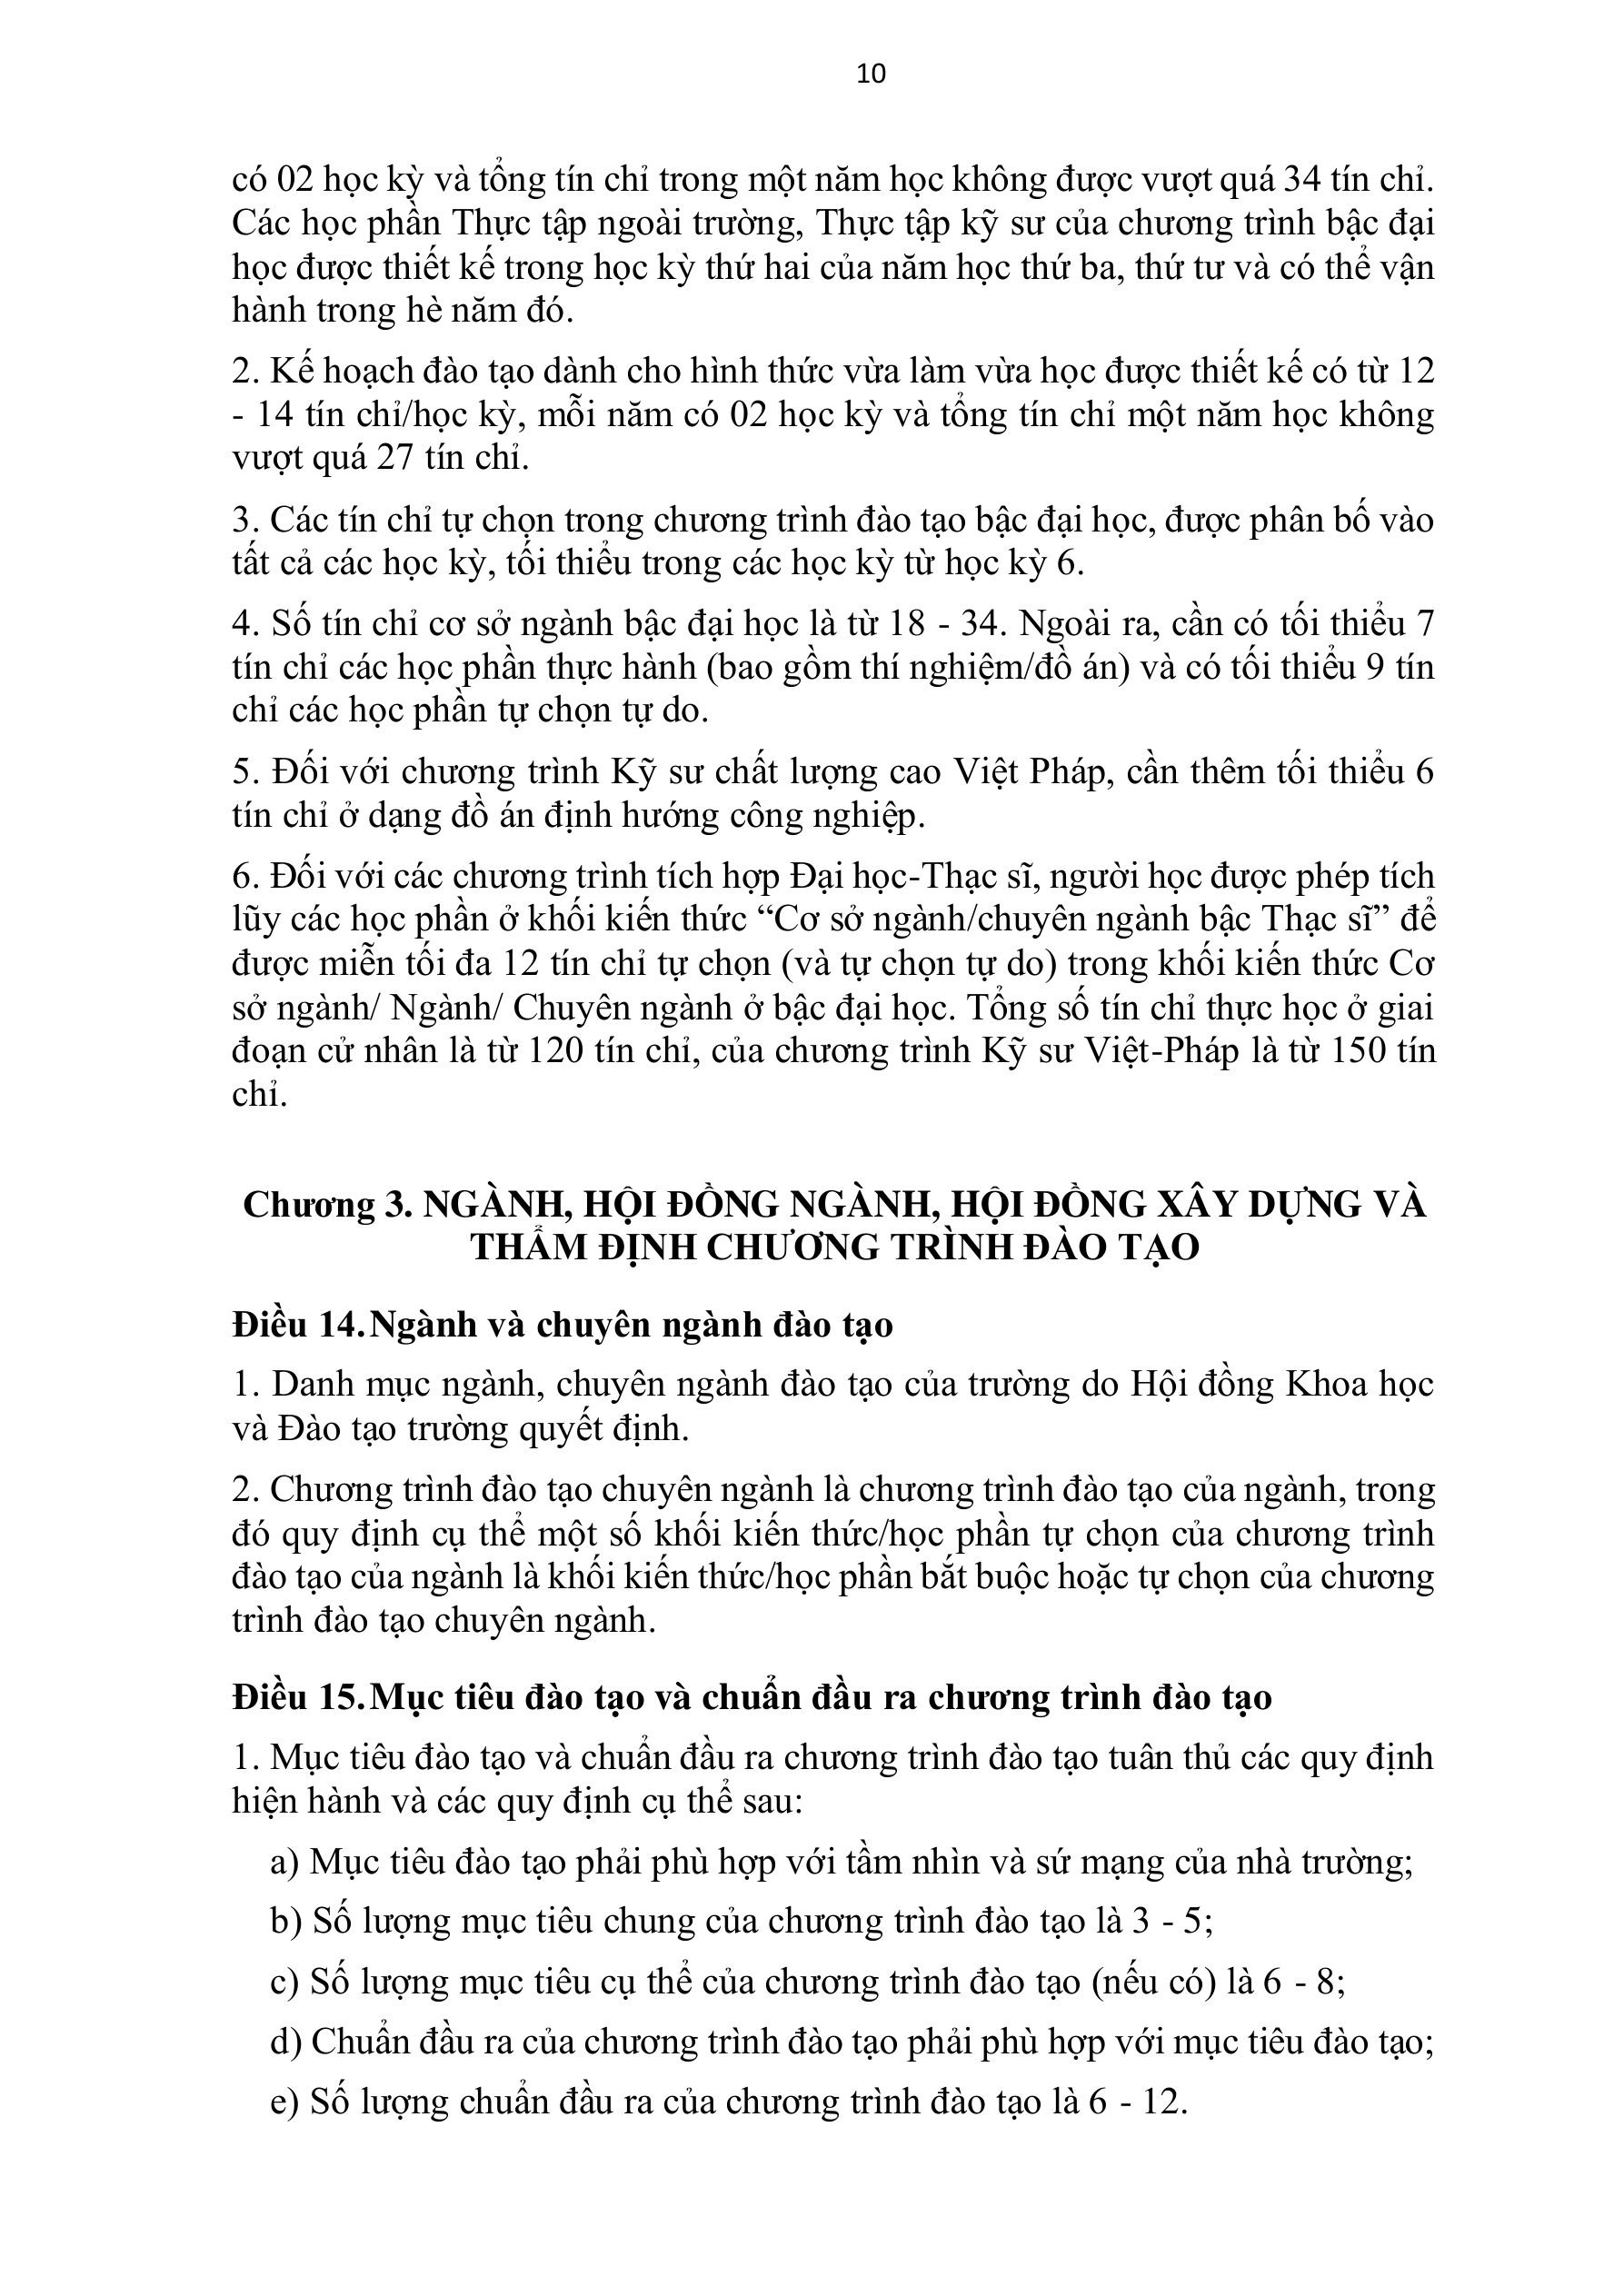 10
có 02 học kỳ và tổng tín chỉ trong một năm học không được vượt quá 34 tín chỉ.
Các học phần Thực tập ngoài trường, Thực tập kỹ sư của chương trình bậc đại
học được thiết kế trong học kỳ thứ hai của năm học thứ ba, thứ tư và có thể vận
hành trong hè năm đó.
2. Kế hoạch đào tạo dành cho hình thức vừa làm vừa học được thiết kế có từ 12
- 14 tín chỉ/học kỳ, mỗi năm có 02 học kỳ và tổng tín chỉ một năm học không
vượt quá 27 tín chỉ.
3. Các tín chỉ tự chọn trong chương trình đào tạo bậc đại học, được phân bố vào
tất cả các học kỳ, tối thiểu trong các học kỳ từ học kỳ 6.
4. Số tín chỉ cơ sở ngành bậc đại học là từ 18 - 34. Ngoài ra, cần có tối thiểu 7
tín chỉ các học phần thực hành (bao gồm thí nghiệm/đồ án) và có tối thiểu 9 tín
chỉ các học phần tự chọn tự do.
5. Đối với chương trình Kỹ sư chất lượng cao Việt Pháp, cần thêm tối thiểu 6
tín chỉ ở dạng đồ án định hướng công nghiệp.
6. Đối với các chương trình tích hợp Đại học-Thạc sĩ, người học được phép tích
lũy các học phần ở khối kiến thức “Cơ sở ngành/chuyên ngành bậc Thạc sĩ” để
được miễn tối đa 12 tín chỉ tự chọn (và tự chọn tự do) trong khối kiến thức Cơ
sở ngành/ Ngành/ Chuyên ngành ở bậc đại học. Tổng số tín chỉ thực học ở giai
đoạn cử nhân là từ 120 tín chỉ, của chương trình Kỹ sư Việt-Pháp là từ 150 tín
chỉ.
Chương 3. NGÀNH, HỘI ĐỒNG NGÀNH, HỘI ĐỒNG XÂY DỰNG VÀ
THẨM ĐỊNH CHƯƠNG TRÌNH ĐÀO TẠO
Điều 14. Ngành và chuyên ngành đào tạo
1. Danh mục ngành, chuyên ngành đào tạo của trường do Hội đồng Khoa học
và Đào tạo trường quyết định.
2. Chương trình đào tạo chuyên ngành là chương trình đào tạo của ngành, trong
đó quy định cụ thể một số khối kiến thức/học phần tự chọn của chương trình
đào tạo của ngành là khối kiến thức/học phần bắt buộc hoặc tự chọn của chương
trình đào tạo chuyên ngành.
Điều 15. Mục tiêu đào tạo và chuẩn đầu ra chương trình đào tạo
1. Mục tiêu đào tạo và chuẩn đầu ra chương trình đào tạo tuân thủ các quy định
hiện hành và các quy định cụ thể sau:
a) Mục tiêu đào tạo phải phù hợp với tầm nhìn và sứ mạng của nhà trường;
b) Số lượng mục tiêu chung của chương trình đào tạo là 3 - 5;
c) Số lượng mục tiêu cụ thể của chương trình đào tạo (nếu có) là 6 - 8;
d) Chuẩn đầu ra của chương trình đào tạo phải phù hợp với mục tiêu đào tạo;
e) Số lượng chuẩn đầu ra của chương trình đào tạo là 6 - 12.